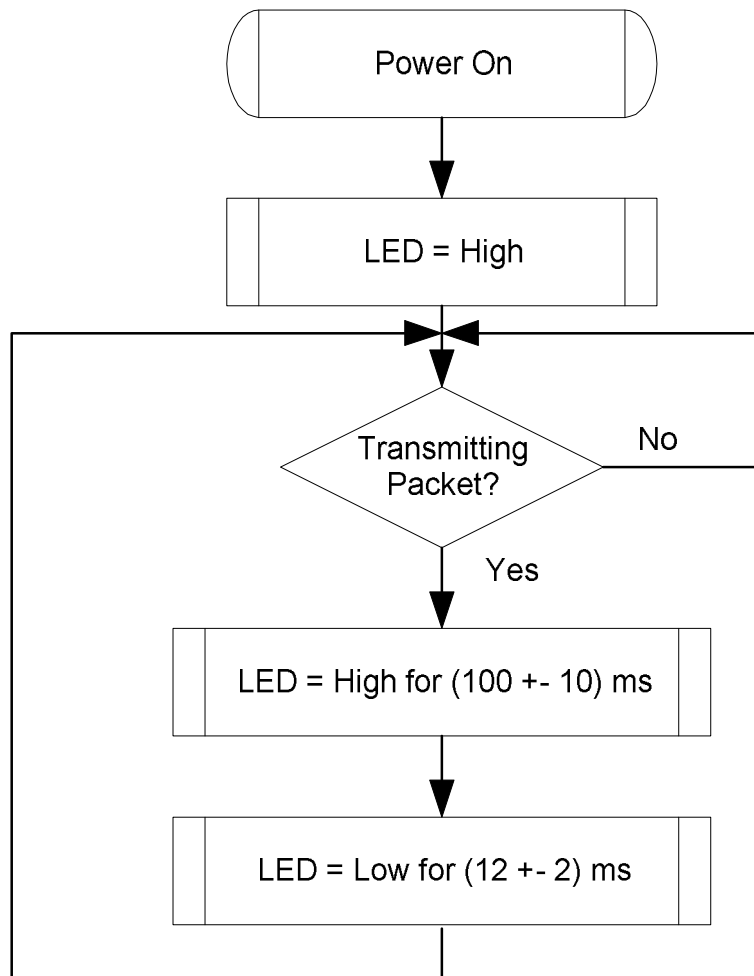 Power On
LED = High
Transmitting
Packet?
No
Yes
LED = High for (100 +- 10) ms
LED = Low for (12 +- 2) ms